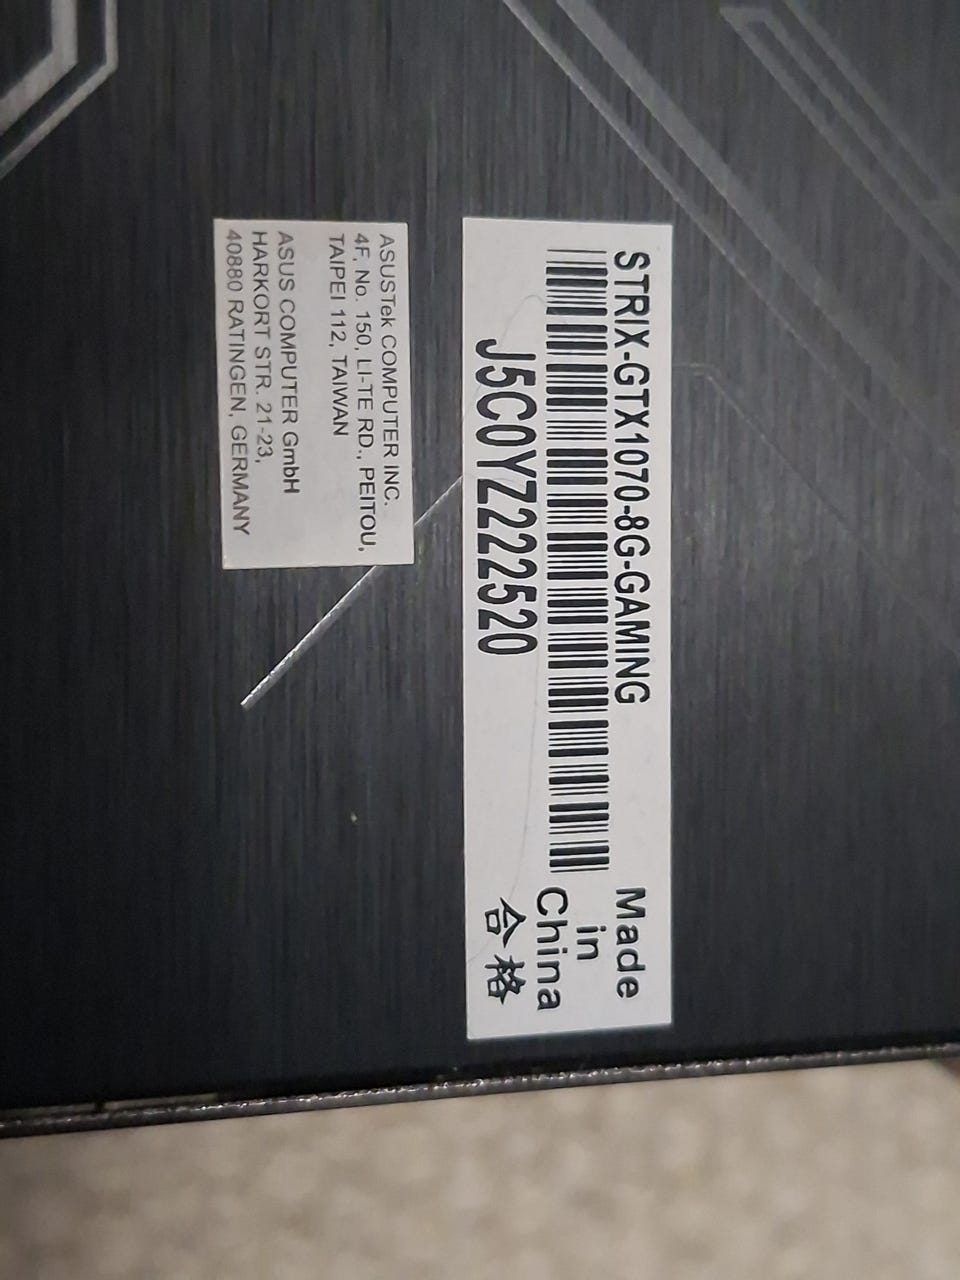 STRIX-GTX1070-8G-GAMING
J5C0YZ222520
Made
in
China
合格
ASUSTek COMPUTER INC.
4F, No. 150, LI-TE RD., PEITOU,
TAIPEI 112, TAIWAN
ASUS COMPUTER GmbH
HARKORT STR. 21-23,
40880 RATINGEN, GERMANY